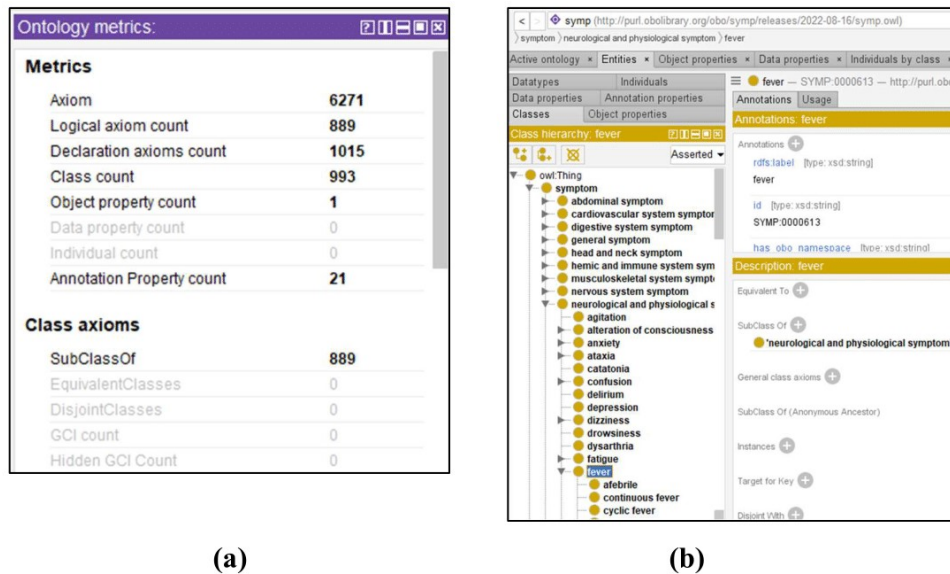 Ontology metrics:
Metrics
Axiom 6271
Logical axiom count 889
Declaration axioms count 1015
Class count 993
Object property count 1
Data property count 0
Individual count 0
Annotation Property count 21
Class axioms
SubClassOf 889
EquivalentClasses 0
DisjointClasses 0
GCI count 0
Hidden GCI Count 0
(a)
< > symp (http://purl.obolibrary.org/obo/symp/releases/2022-08-16/symp.owl)
symptom neurological and physiological symptom fever
Active ontology × Entities × Object properties × Data properties × Individuals by class ×
Datatypes Individuals
Data properties Annotation properties
Classes Object properties
Class hierarchy: fever
Asserted
owl:Thing
symptom
abdominal symptom
cardiovascular system symptor
digestive system symptom
general symptom
head and neck symptom
hemic and immune system sym
musculoskeletal system sympt
nervous system symptom
neurological and physiological s
agitation
alteration of consciousness
anxiety
ataxia
catatonia
confusion
delirium
depression
dizziness
drowsiness
dysarthria
fatigue
fever
afebrile
continuous fever
cyclic fever
fever — SYMP:0000613 — http://purl.obo
Annotations Usage
Annotations: fever
Annotations
rdfs:label [type: xsd:string]
fever
id [type: xsd:string]
SYMP:0000613
has_obo_namespace [type: xsd:string]
Description: fever
Equivalent To
SubClass Of
'neurological and physiological symptom
General class axioms
SubClass Of (Anonymous Ancestor)
Instances
Target for Key
Disjoint With
(b)